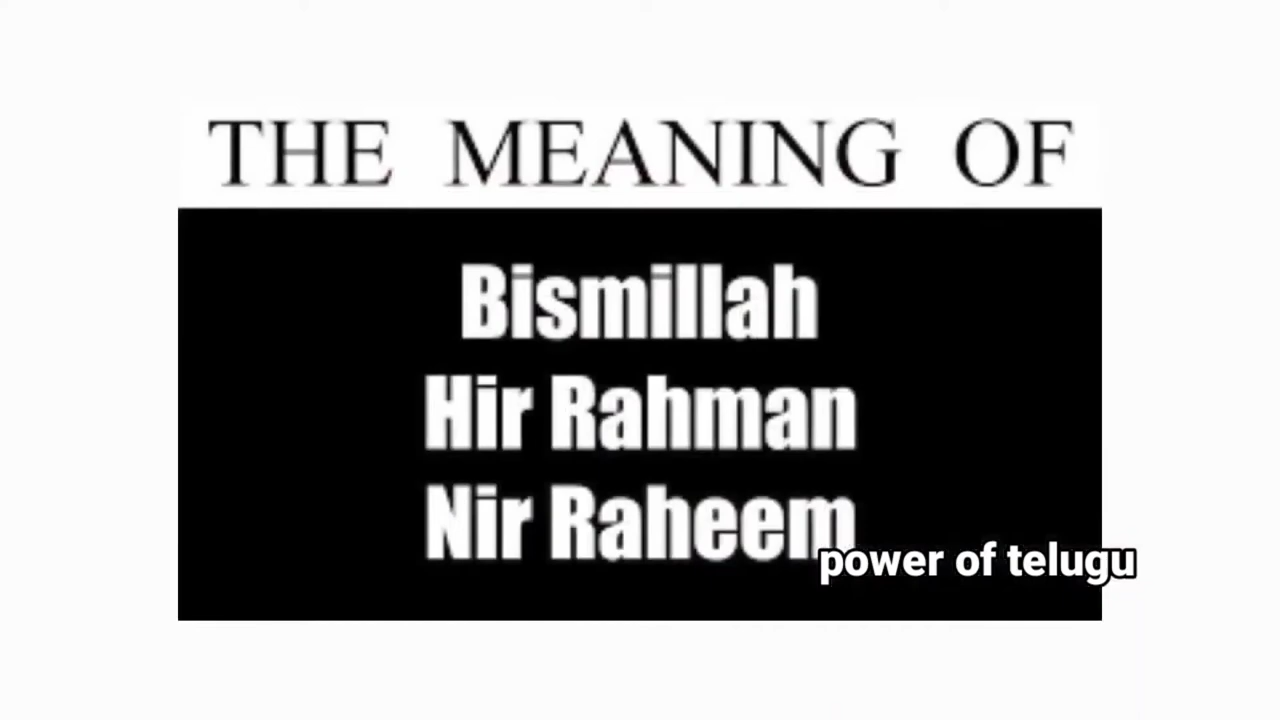 THE MEANING OF
Bismillah
Hir Rahman
Nir Raheem
power of telugu